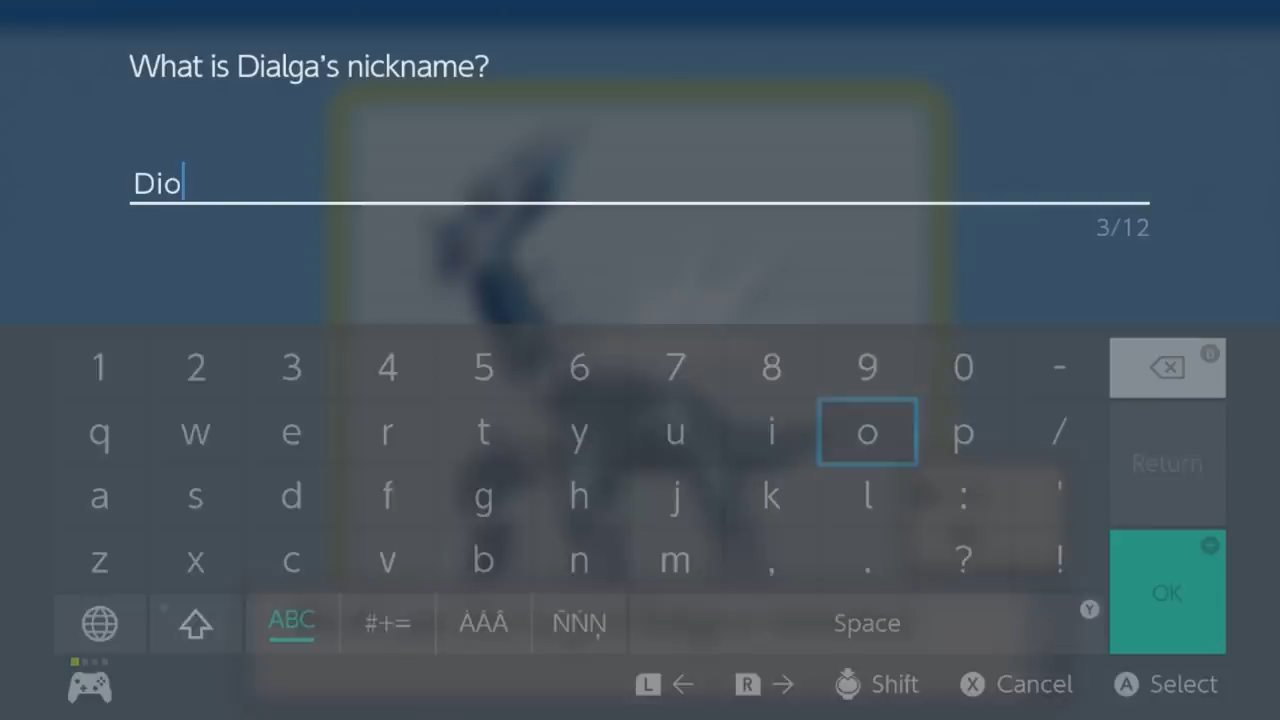 What is Dialga's nickname?
Dio
3/12
1 2 3 4 5 6 7 8 9 0 -
q w e r t y u i o p /
Return
a s d f g h j k l : '
z x c v b n m , . ? !
OK
ABC #+= ÀÁÂ ÑŃŅ Space Y
L ← R → Shift X Cancel A Select